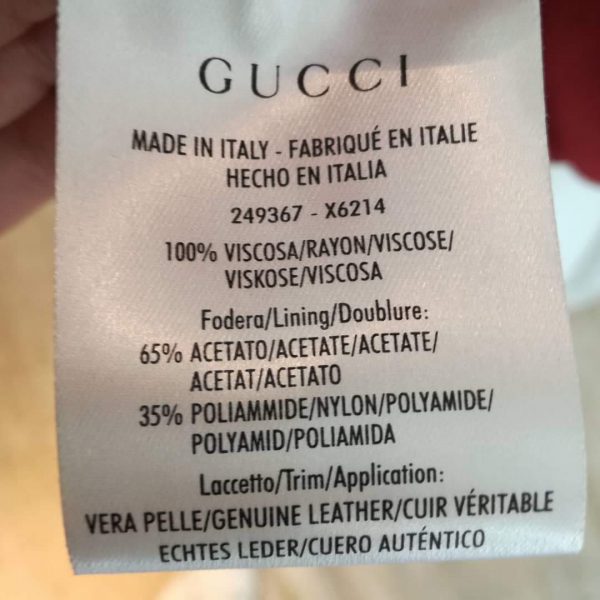 GUCCI
MADE IN ITALY - FABRIQUÉ EN ITALIE
HECHO EN ITALIA
249367 - X6214
100% VISCOSA/RAYON/VISCOSE/
VISKOSE/VISCOSA
Fodera/Lining/Doublure:
65% ACETATO/ACETATE/ACETATE/
ACETAT/ACETATO
35% POLIAMMIDE/NYLON/POLYAMIDE/
POLYAMID/POLIAMIDA
Laccetto/Trim/Application:
VERA PELLE/GENUINE LEATHER/CUIR VÉRITABLE
ECHTES LEDER/CUERO AUTÉNTICO